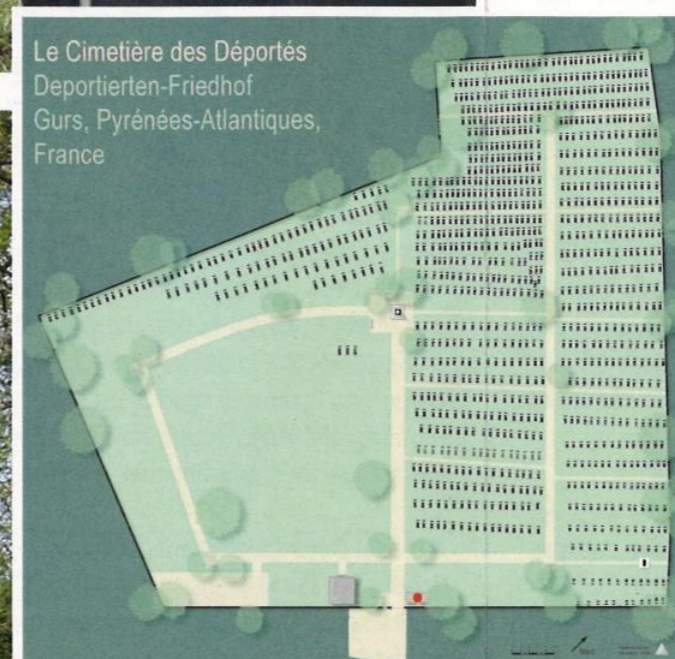 Le Cimetière des Déportés
Deportierten-Friedhof
Gurs, Pyrénées-Atlantiques,
France